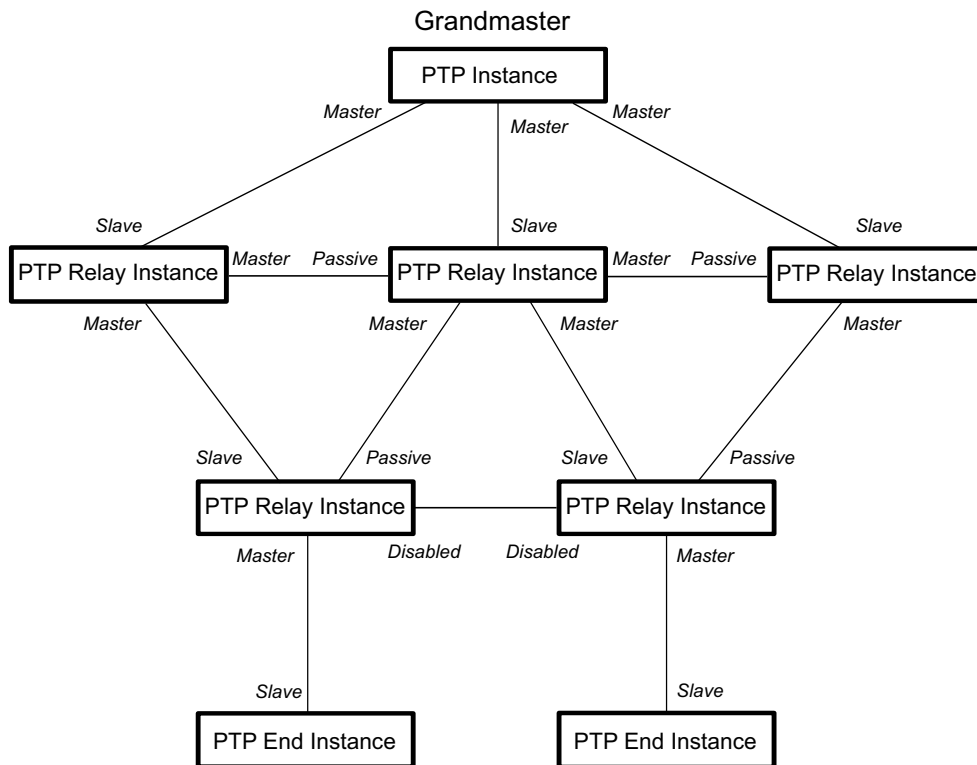 Grandmaster
PTP Instance
Master
Master
Master
Slave
Slave
Slave
PTP Relay Instance
Master
Passive
PTP Relay Instance
Master
Passive
PTP Relay Instance
Master
Master
Master
Master
Slave
Passive
Slave
Passive
PTP Relay Instance
PTP Relay Instance
Master
Disabled
Disabled
Master
Slave
Slave
PTP End Instance
PTP End Instance